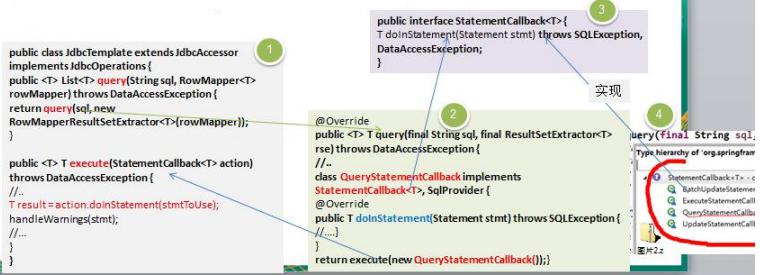 public class JdbcTemplate extends JdbcAccessor
implements JdbcOperations {
public <T> List<T> query(String sql, RowMapper<T>
rowMapper) throws DataAccessException {
return query(sql, new
RowMapperResultSetExtractor<T>(rowMapper));
}
public <T> T execute(StatementCallback<T> action)
throws DataAccessException {
//..
T result = action.doInStatement(stmtToUse);
handleWarnings(stmt);
//...
}
}
1
@Override
public <T> T query(final String sql, final ResultSetExtractor<T>
rse) throws DataAccessException {
//..
class QueryStatementCallback implements
StatementCallback<T>, SqlProvider {
@Override
public T doInStatement(Statement stmt) throws SQLException {
//....}
}
return execute(new QueryStatementCallback());}
2
public interface StatementCallback<T> {
T doInStatement(Statement stmt) throws SQLException,
DataAccessException;
}
3
实现
4
uery(final String sql,
Type hierarchy of 'org.springfram
StatementCallback<T> - o
BatchUpdateStatemen
ExecuteStatementCall
QueryStatementCallba
UpdateStatementCall
图片2.z